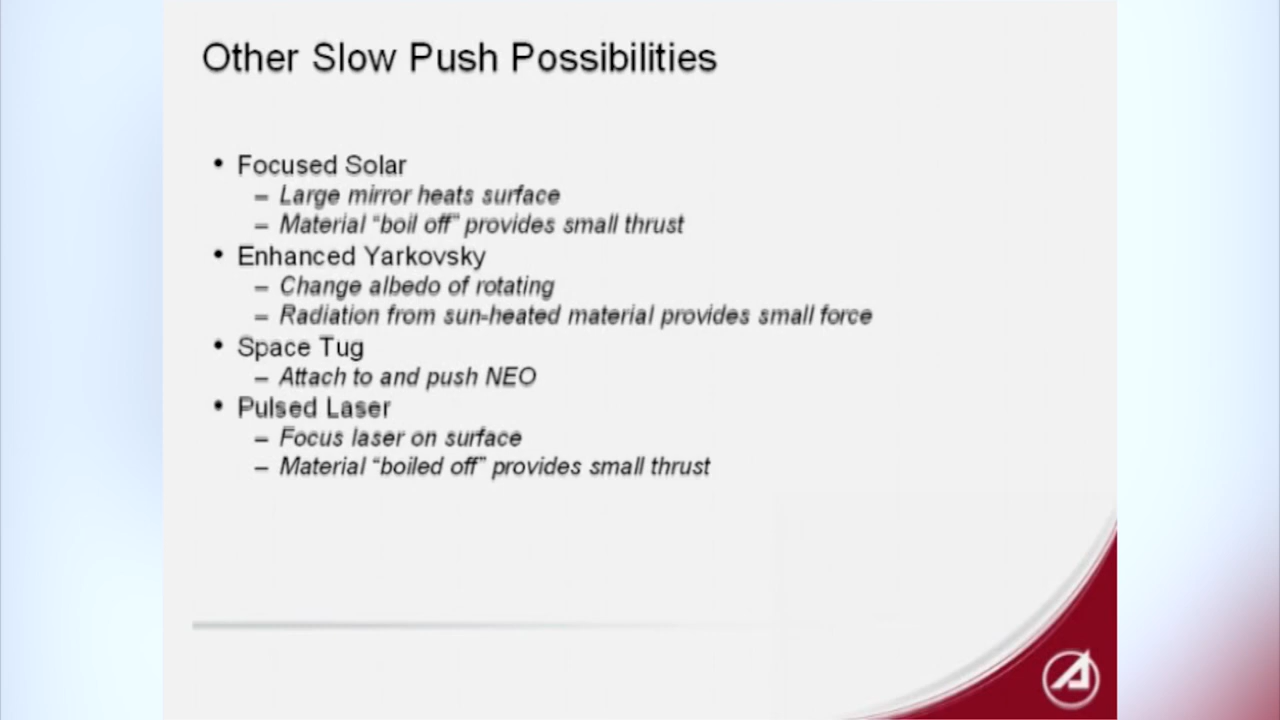 Other Slow Push Possibilities
• Focused Solar
– Large mirror heats surface
– Material “boil off” provides small thrust
• Enhanced Yarkovsky
– Change albedo of rotating
– Radiation from sun-heated material provides small force
• Space Tug
– Attach to and push NEO
• Pulsed Laser
– Focus laser on surface
– Material “boiled off” provides small thrust